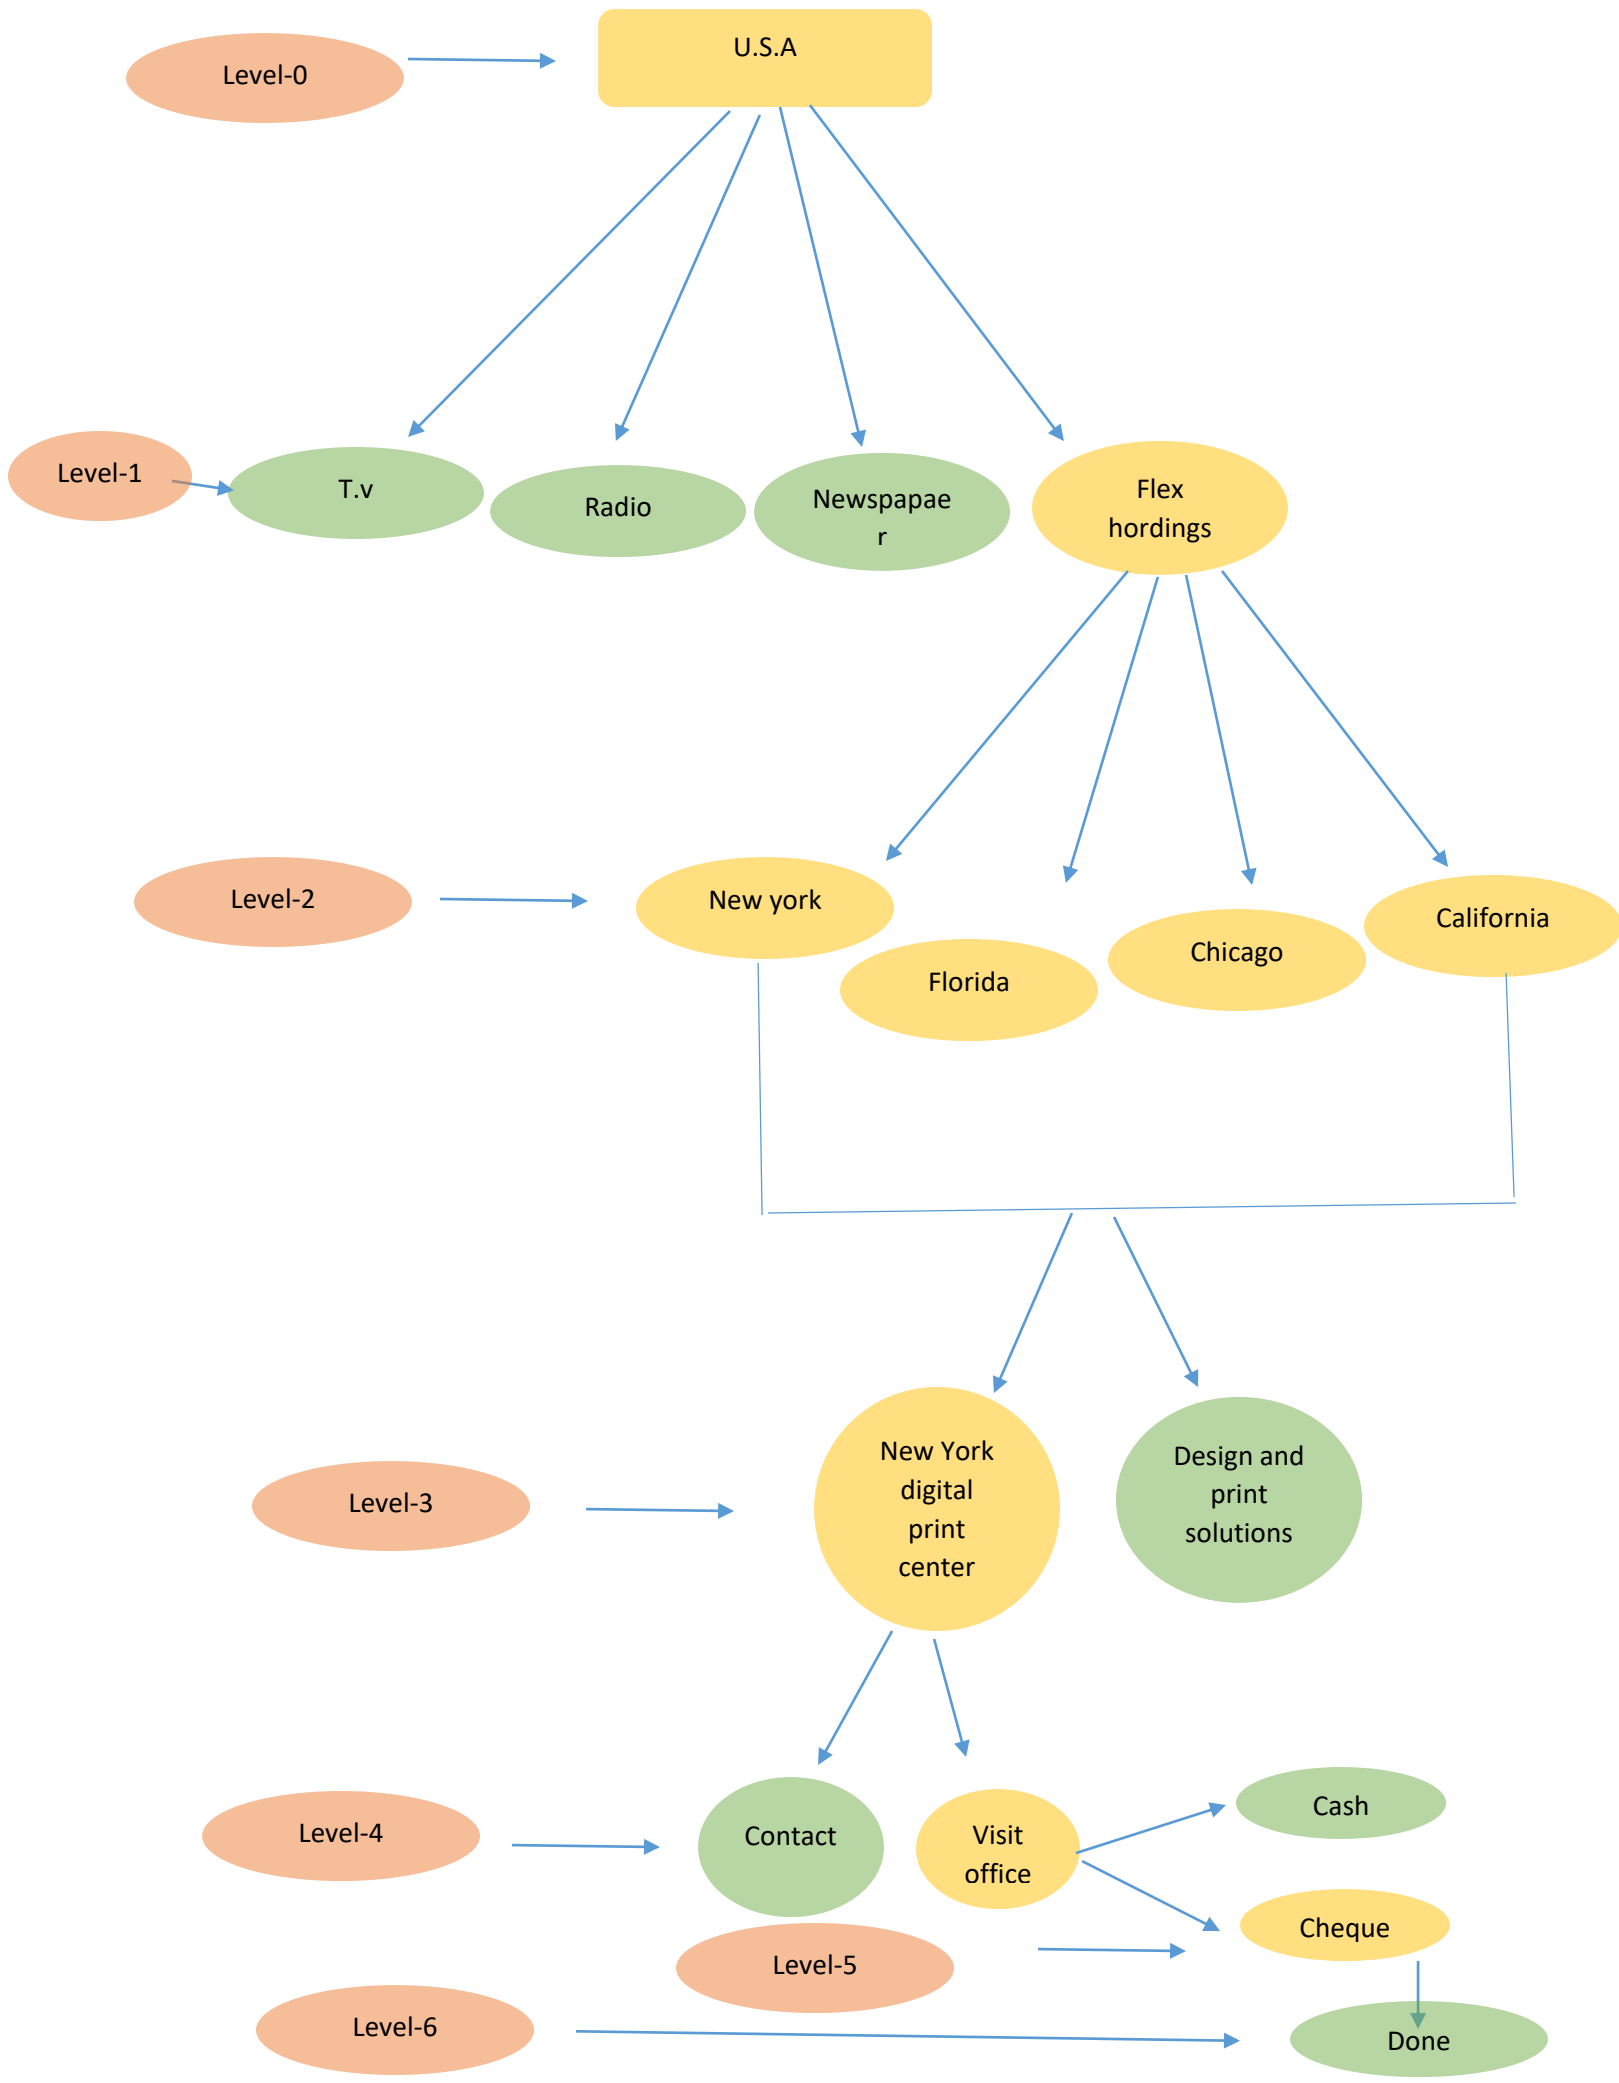 U.S.A
Level-0
Level-1
T.v
Radio
Newspapae
r
Flex
hordings
Level-2
New york
Florida
Chicago
California
Level-3
New York
digital
print
center
Design and
print
solutions
Level-4
Contact
Visit
office
Cash
Cheque
Level-5
Level-6
Done